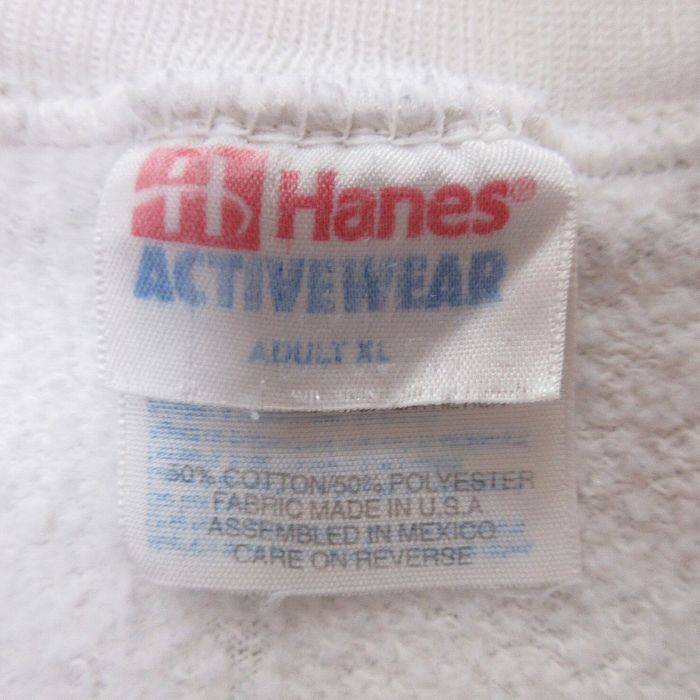 Hanes®
ACTIVEWEAR
ADULT XL
50% COTTON/50% POLYESTER
FABRIC MADE IN U.S.A
ASSEMBLED IN MEXICO
CARE ON REVERSE